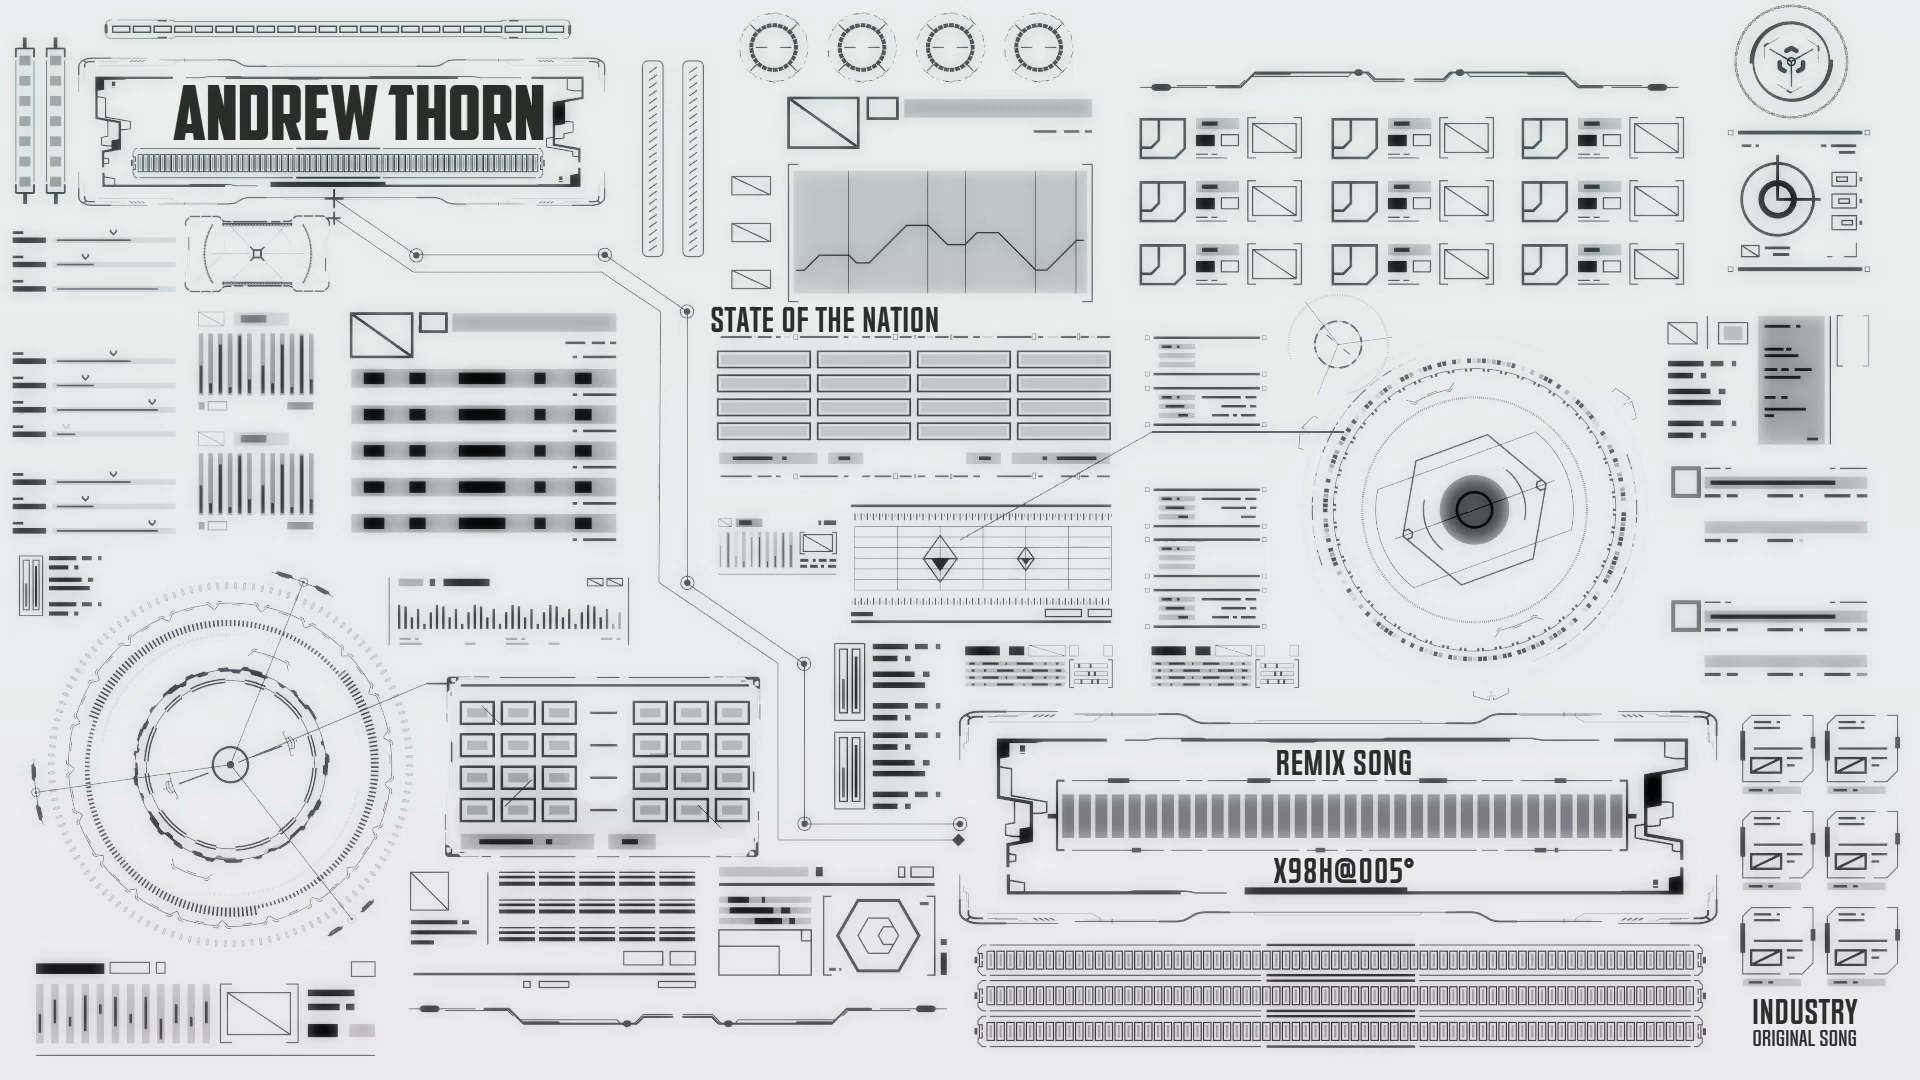 ANDREW THORN
STATE OF THE NATION
REMIX SONG
X98H@005°
INDUSTRY
ORIGINAL SONG